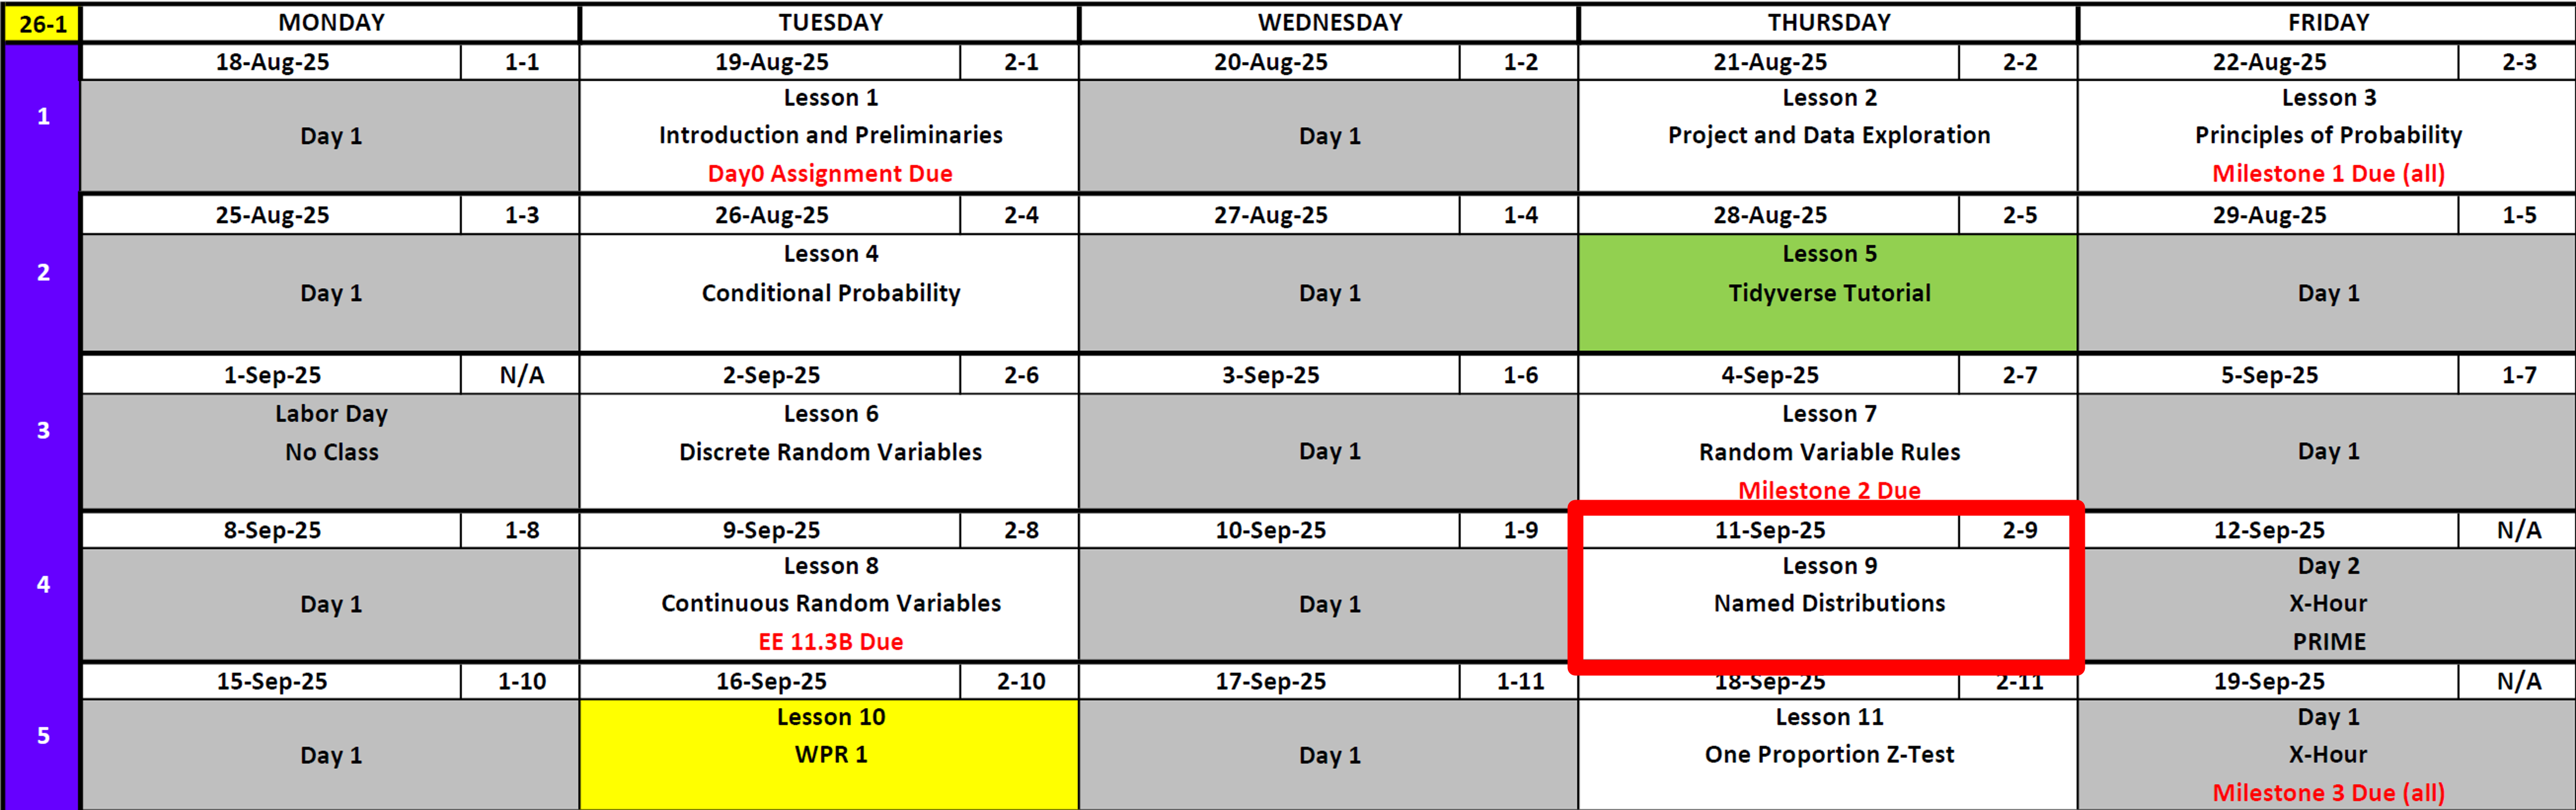 26-1 MONDAY TUESDAY WEDNESDAY THURSDAY FRIDAY
1
18-Aug-25 1-1 19-Aug-25 2-1 20-Aug-25 1-2 21-Aug-25 2-2 22-Aug-25 2-3
Day 1
Lesson 1
Introduction and Preliminaries
Day0 Assignment Due
Day 1
Lesson 2
Project and Data Exploration
Lesson 3
Principles of Probability
Milestone 1 Due (all)
2
25-Aug-25 1-3 26-Aug-25 2-4 27-Aug-25 1-4 28-Aug-25 2-5 29-Aug-25 1-5
Day 1
Lesson 4
Conditional Probability
Day 1
Lesson 5
Tidyverse Tutorial
Day 1
3
1-Sep-25 N/A 2-Sep-25 2-6 3-Sep-25 1-6 4-Sep-25 2-7 5-Sep-25 1-7
Labor Day
No Class
Lesson 6
Discrete Random Variables
Day 1
Lesson 7
Random Variable Rules
Milestone 2 Due
Day 1
4
8-Sep-25 1-8 9-Sep-25 2-8 10-Sep-25 1-9 11-Sep-25 2-9 12-Sep-25 N/A
Day 1
Lesson 8
Continuous Random Variables
EE 11.3B Due
Day 1
Lesson 9
Named Distributions
Day 2
X-Hour
PRIME
5
15-Sep-25 1-10 16-Sep-25 2-10 17-Sep-25 1-11 18-Sep-25 2-11 19-Sep-25 N/A
Day 1
Lesson 10
WPR 1
Day 1
Lesson 11
One Proportion Z-Test
Day 1
X-Hour
Milestone 3 Due (all)